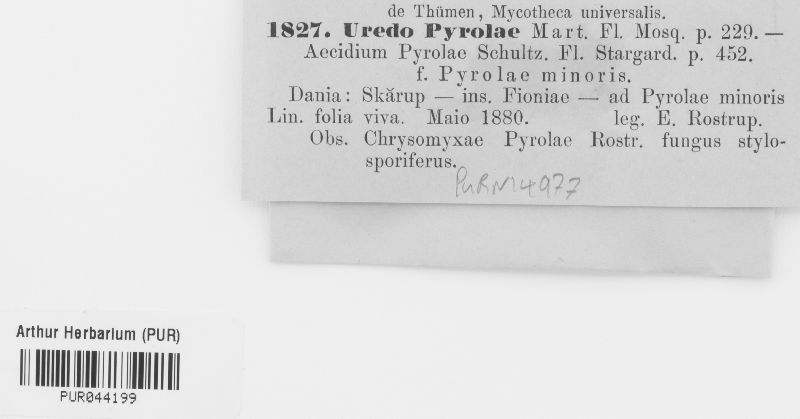 de Thümen, Mycotheca universalis.
1827. Uredo Pyrolae Mart. Fl. Mosq. p. 229. —
Aecidium Pyrolae Schultz. Fl. Stargard. p. 452.
f. Pyrolae minoris.
Dania: Skărup — ins. Fioniae — ad Pyrolae minoris
Lin. folia viva. Maio 1880. leg. E. Rostrup.
Obs. Chrysomyxae Pyrolae Rostr. fungus stylo-
sporiferus.
PURN14977
Arthur Herbarium (PUR)
PUR044199